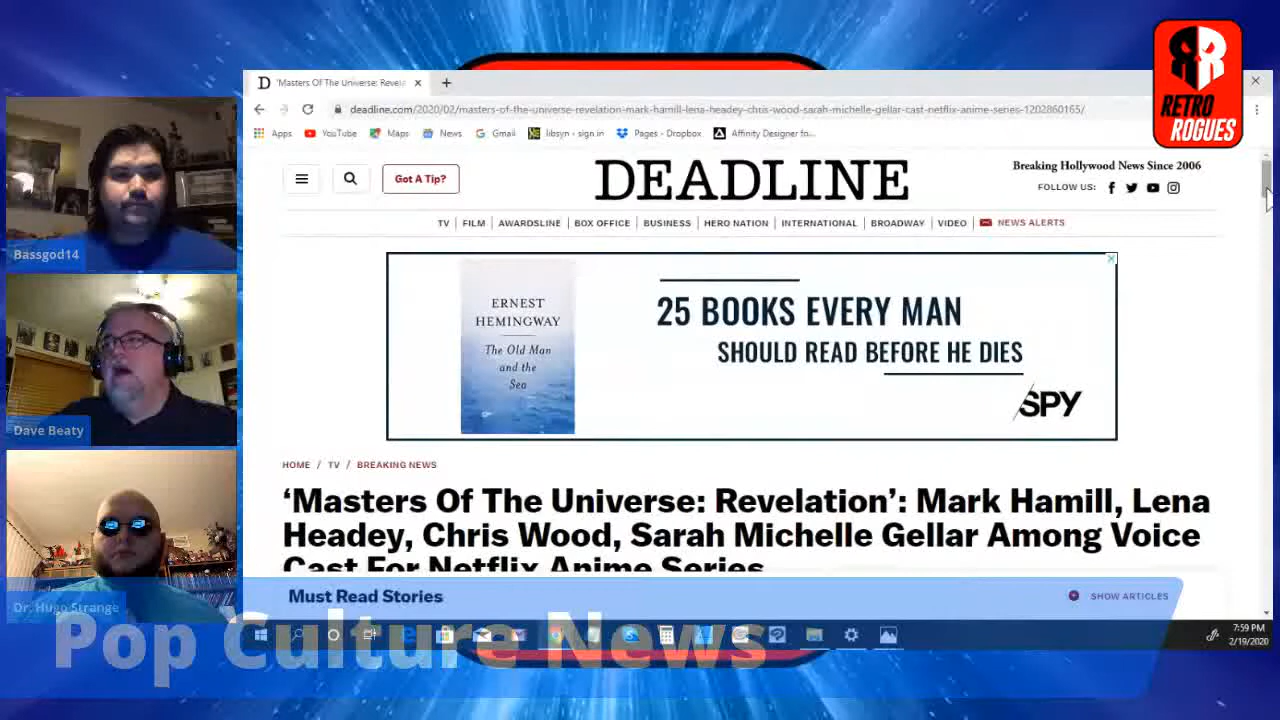 RETRO
ROGUES
'Masters Of The Universe: Revela
deadline.com/2020/02/masters-of-the-universe-revelation-mark-hamill-lena-headey-chris-wood-sarah-michelle-gellar-cast-netflix-anime-series-1202860165/
Apps YouTube Maps News Gmail libsyn - sign in Pages - Dropbox Affinity Designer fo...
Got A Tip?
DEADLINE
Breaking Hollywood News Since 2006
FOLLOW US:
TV | FILM | AWARDSLINE | BOX OFFICE | BUSINESS | HERO NATION | INTERNATIONAL | BROADWAY | VIDEO NEWS ALERTS
ERNEST
HEMINGWAY
The Old Man
and the
Sea
25 BOOKS EVERY MAN
SHOULD READ BEFORE HE DIES
SPY
HOME / TV / BREAKING NEWS
‘Masters Of The Universe: Revelation’: Mark Hamill, Lena
Headey, Chris Wood, Sarah Michelle Gellar Among Voice
Cast For Netflix Anime Series
Must Read Stories
SHOW ARTICLES
7:59 PM
2/19/2020
Bassgod14
Dave Beaty
Dr. Hugo Strange
Pop Culture News